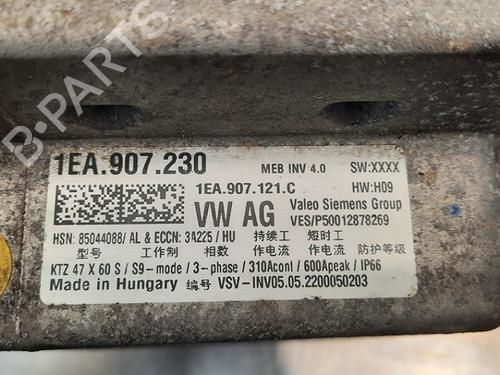 1EA.907.230
MEB INV 4.0
SW:XXXX
1EA.907.121.C
HW:H09
VW AG
Valeo Siemens Group
VES/P50012878269
HSN: 85044088/ AL & ECCN: 3A225 / HU 持续工 短时工
型号 工作制 相数 作电流 作电流 防护等级
KTZ 47 X 60 S / S9-mode / 3-phase / 310Acont / 600Apeak / IP66
Made in Hungary 编号 VSV-INV05.05.2200050203
B-PARTS